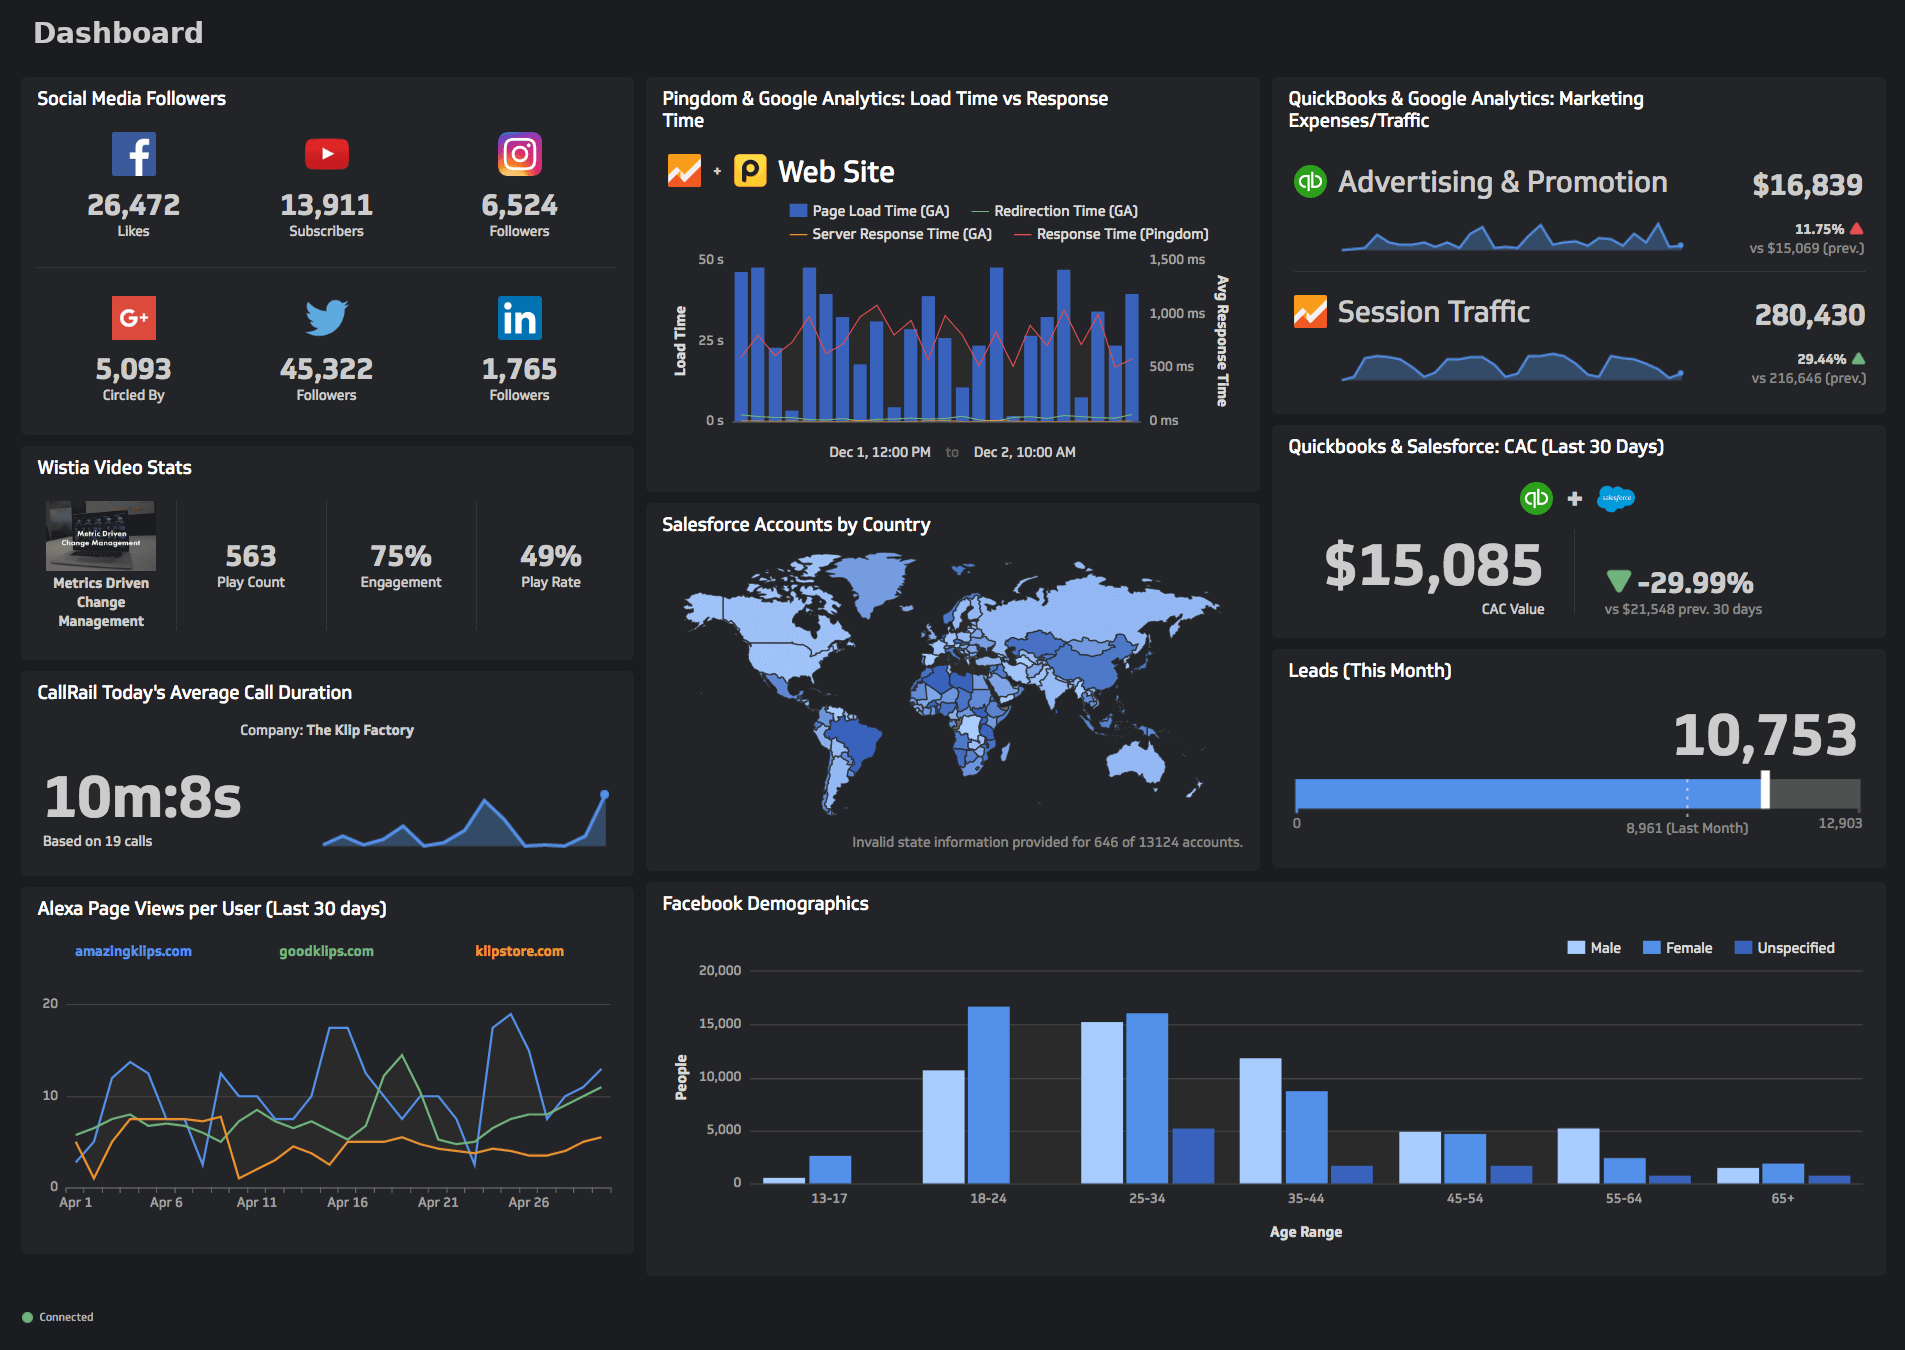 Dashboard
Social Media Followers
26,472
Likes
13,911
Subscribers
6,524
Followers
G+
5,093
Circled By
45,322
Followers
in
1,765
Followers
Wistia Video Stats
Metric Driven
Change Management
Metrics Driven
Change
Management
563
Play Count
75%
Engagement
49%
Play Rate
CallRail Today's Average Call Duration
Company: The Klip Factory
10m:8s
Based on 19 calls
Alexa Page Views per User (Last 30 days)
amazingklips.com
goodklips.com
klipstore.com
20
10
0
Apr 1
Apr 6
Apr 11
Apr 16
Apr 21
Apr 26
Pingdom & Google Analytics: Load Time vs Response
Time
+
Web Site
Page Load Time (GA)
Redirection Time (GA)
Server Response Time (GA)
Response Time (Pingdom)
50 s
25 s
0 s
Load Time
1,500 ms
1,000 ms
500 ms
0 ms
Avg Response Time
Dec 1, 12:00 PM to Dec 2, 10:00 AM
Salesforce Accounts by Country
Invalid state information provided for 646 of 13124 accounts.
QuickBooks & Google Analytics: Marketing
Expenses/Traffic
qb
Advertising & Promotion
$16,839
11.75%
vs $15,069 (prev.)
Session Traffic
280,430
29.44%
vs 216,646 (prev.)
Quickbooks & Salesforce: CAC (Last 30 Days)
qb + salesforce
$15,085
CAC Value
-29.99%
vs $21,548 prev. 30 days
Leads (This Month)
10,753
0
8,961 (Last Month)
12,903
Facebook Demographics
Male
Female
Unspecified
20,000
15,000
10,000
5,000
0
People
13-17
18-24
25-34
35-44
45-54
55-64
65+
Age Range
Connected